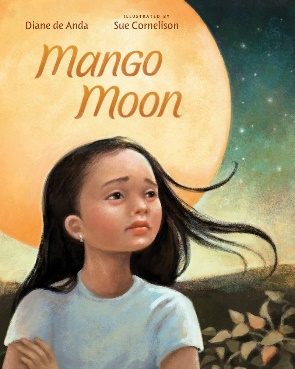 Diane de Anda
ILLUSTRATED BY
Sue Cornelison
Mango
Moon